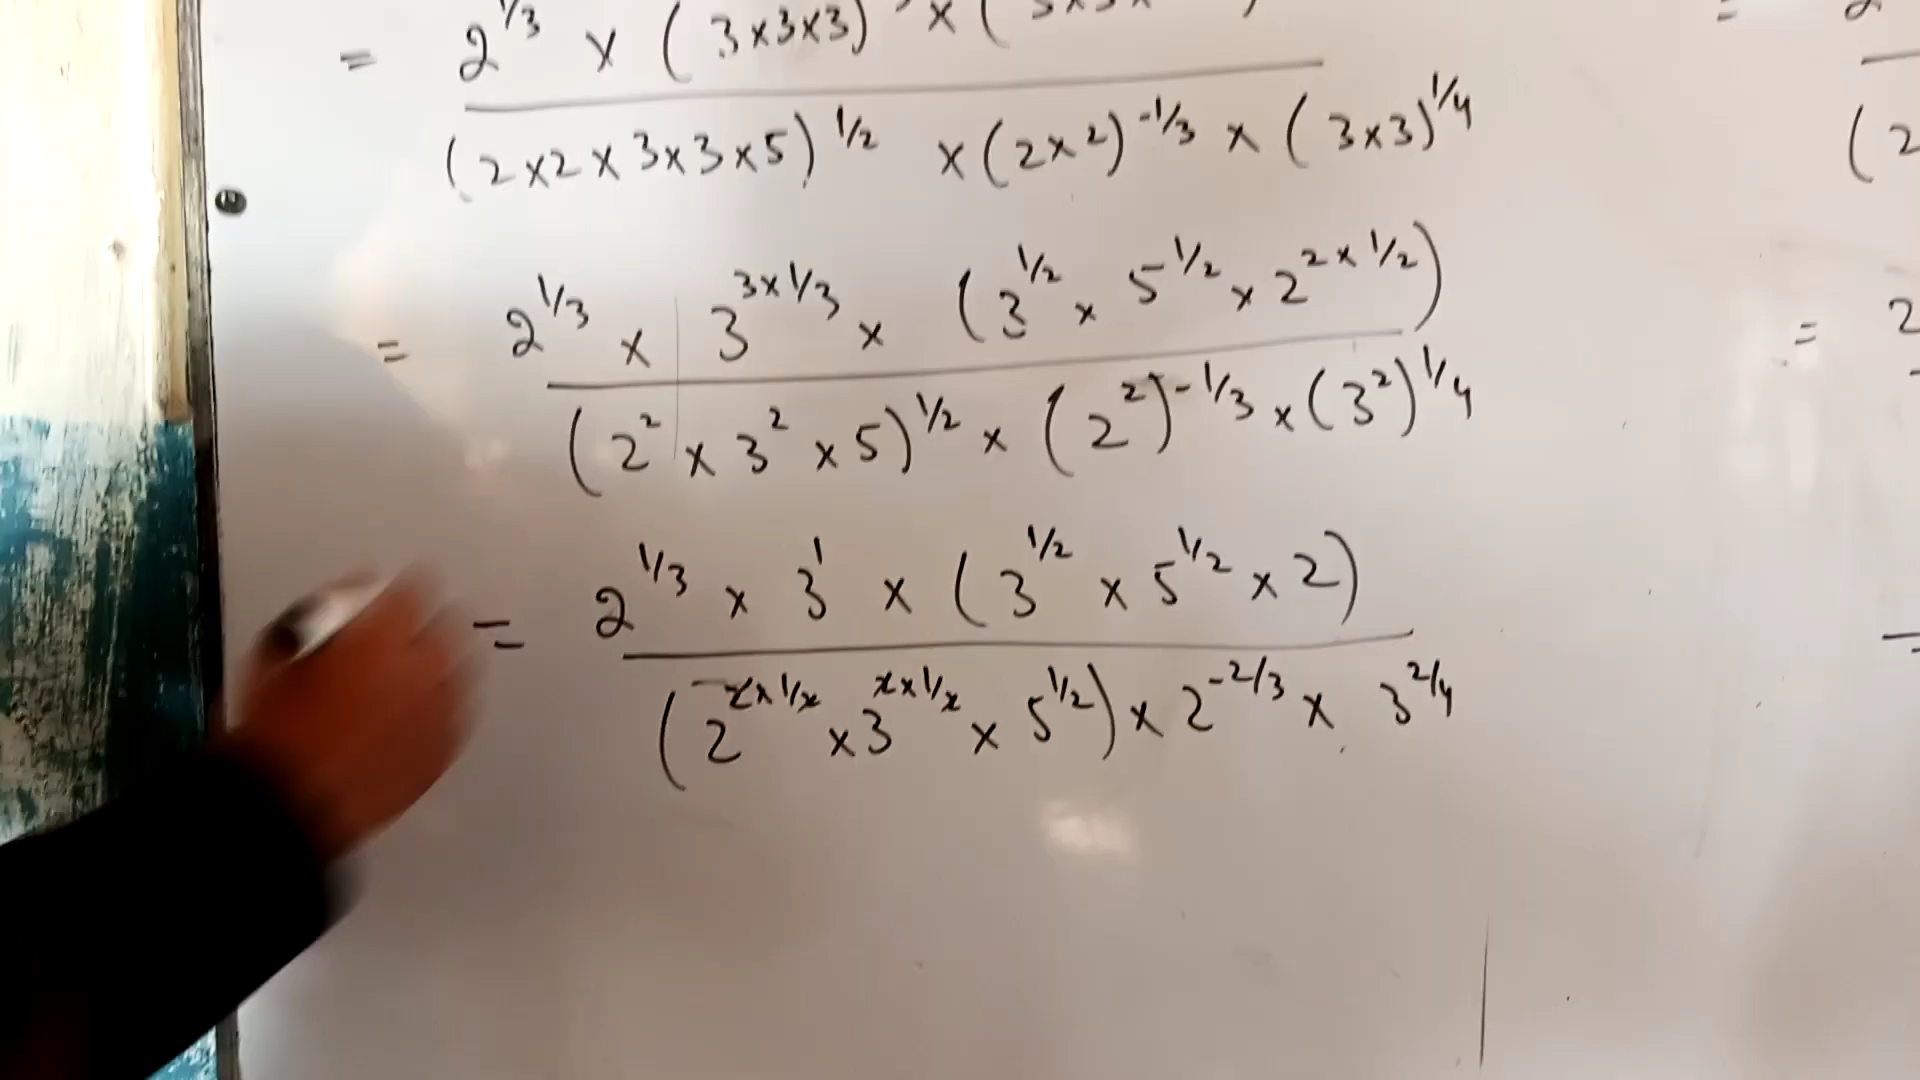 = 2^{1/3} × (3×3×3) × (
(2×2×3×3×5)^{1/2} ×(2×2)^{-1/3} × (3×3)^{1/4}
= 2^{1/3} × 3^{3×1/3} × (3^{1/2} × 5^{1/2} × 2^{2×1/2})
(2^2 × 3^2 × 5)^{1/2} × (2^2)^{-1/3} × (3^2)^{1/4}
= 2^{1/3} × 3^1 × (3^{1/2} × 5^{1/2} × 2)
(2^{2×1/2} × 3^{2×1/2} × 5^{1/2}) × 2^{-2/3} × 3^{2/4}
=
(2
= 2